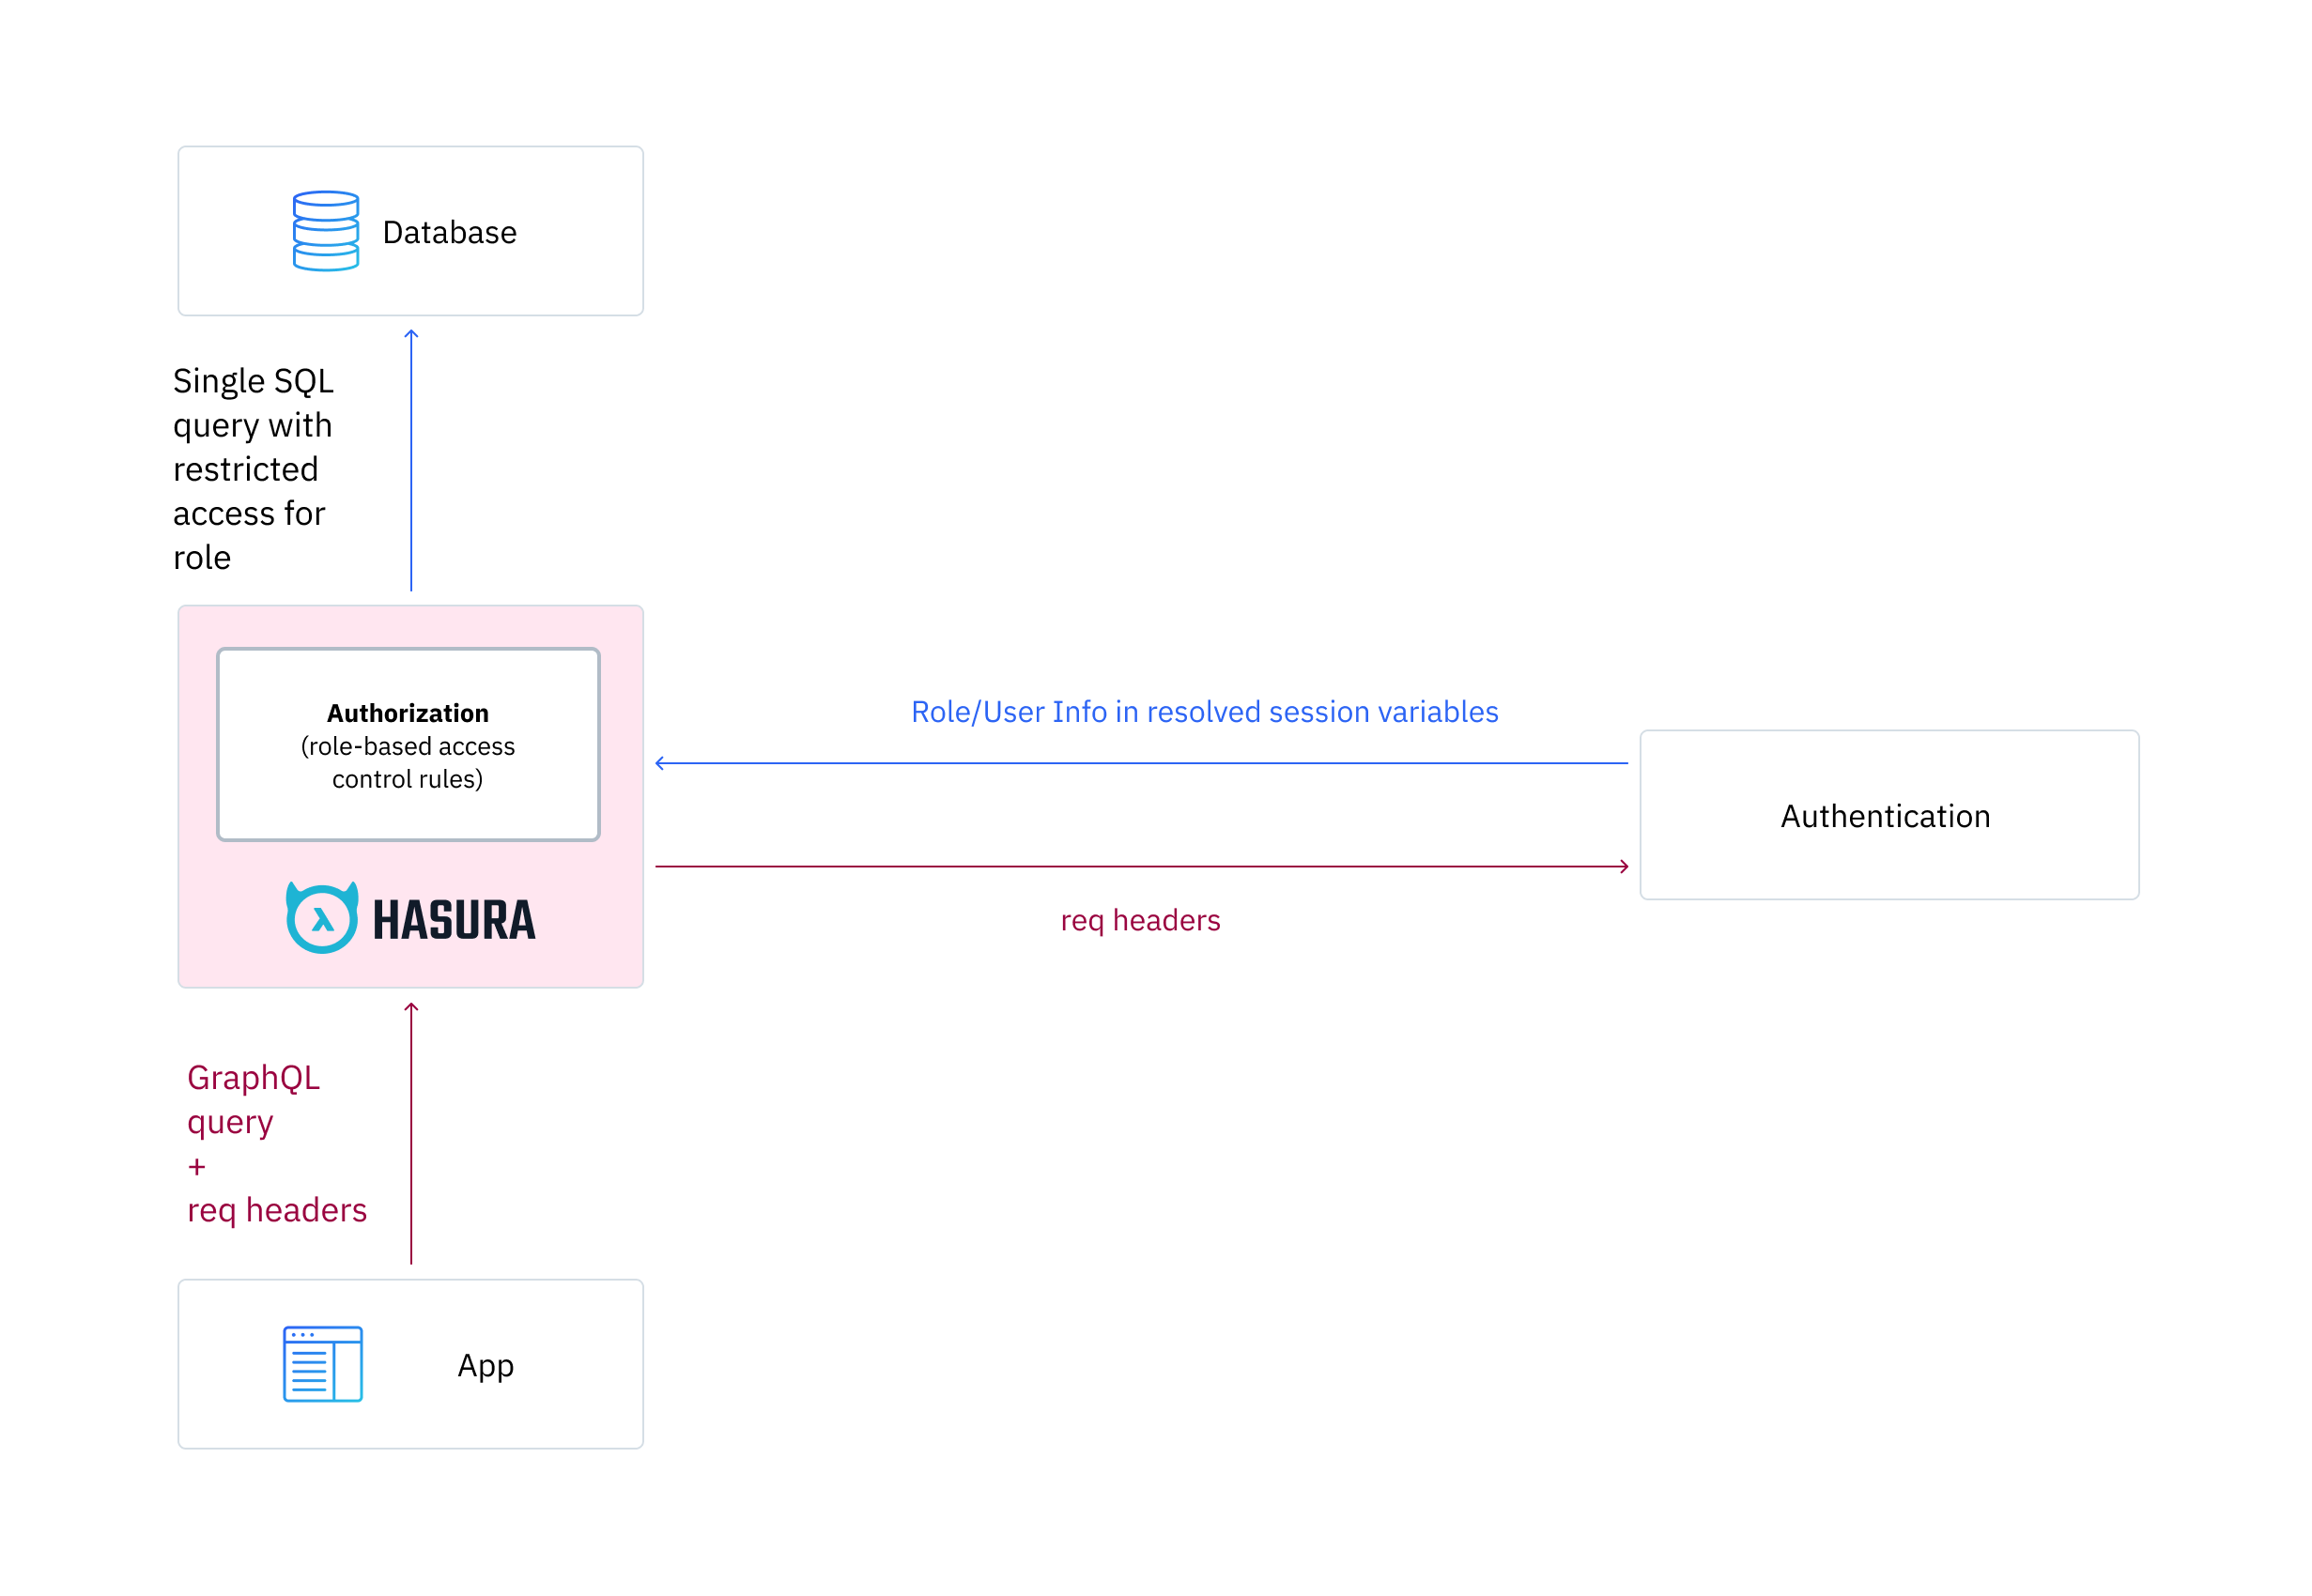 Database
Single SQL
query with
restricted
access for
role
Authorization
(role-based access
control rules)
HASURA
Role/User Info in resolved session variables
Authentication
req headers
GraphQL
query
+
req headers
App